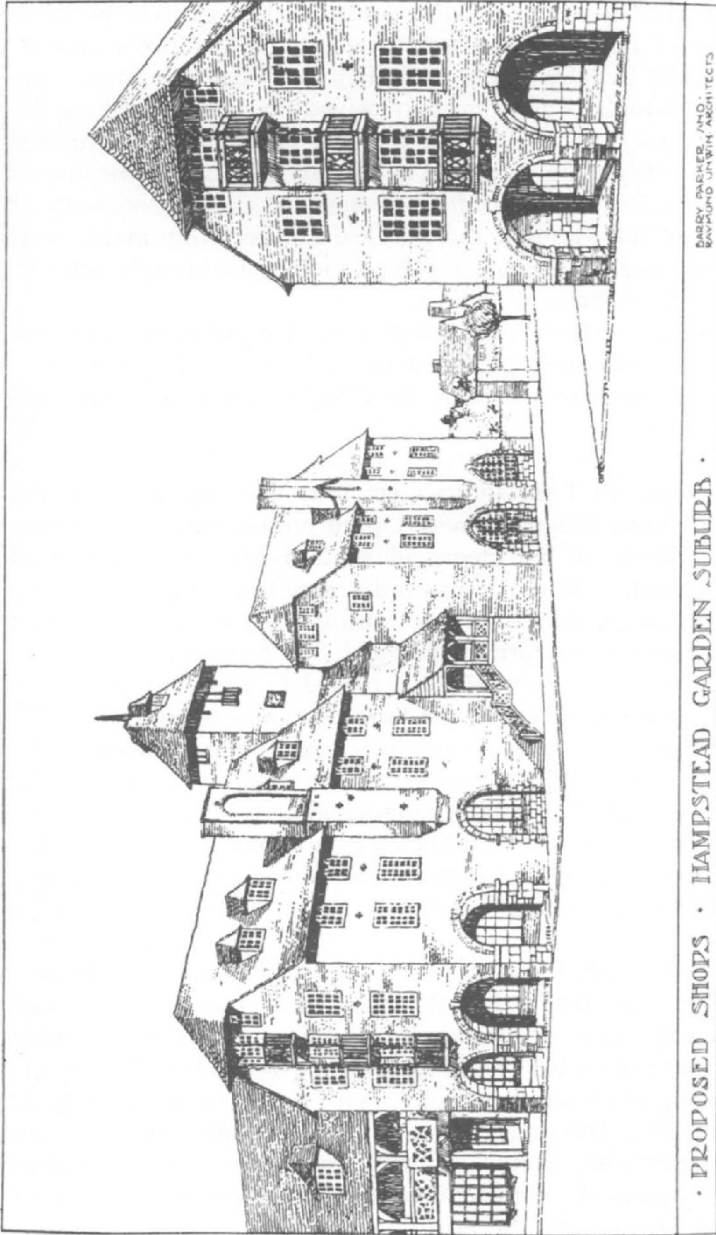 · PROPOSED SHOPS · HAMPSTEAD GARDEN SUBURB ·
BARRY PARKER AND·
RAYMOND UNWIN ARCHITECTS